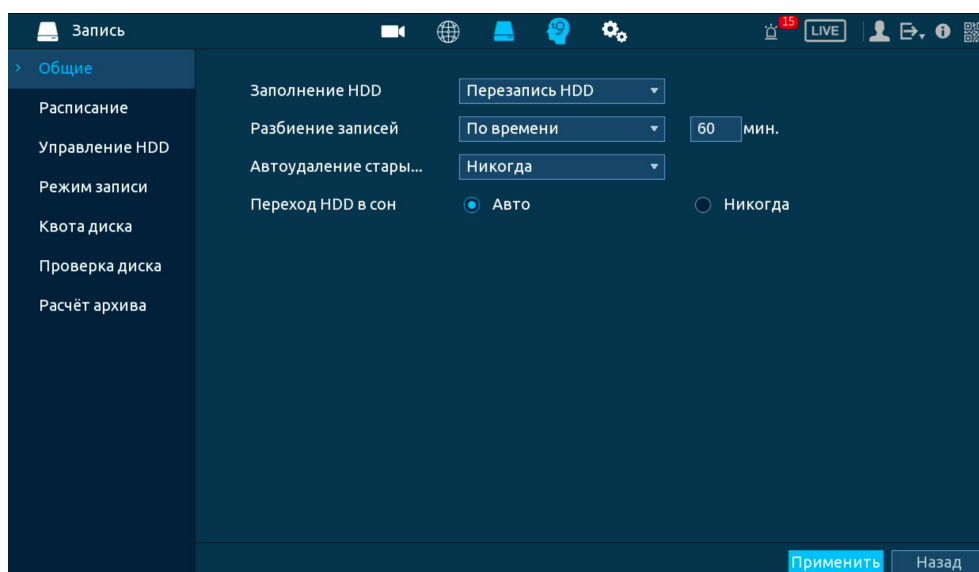 Запись
15
LIVE
Общие
Расписание
Управление HDD
Режим записи
Квота диска
Проверка диска
Расчёт архива
Заполнение HDD Перезапись HDD
Разбиение записей По времени 60 мин.
Автоудаление стары... Никогда
Переход HDD в сон Авто Никогда
Применить Назад